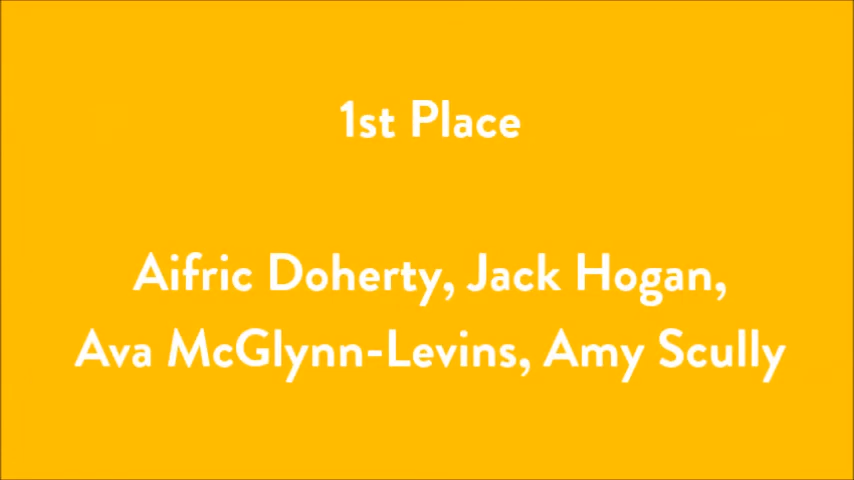 1st Place
Aifric Doherty, Jack Hogan,
Ava McGlynn-Levins, Amy Scully